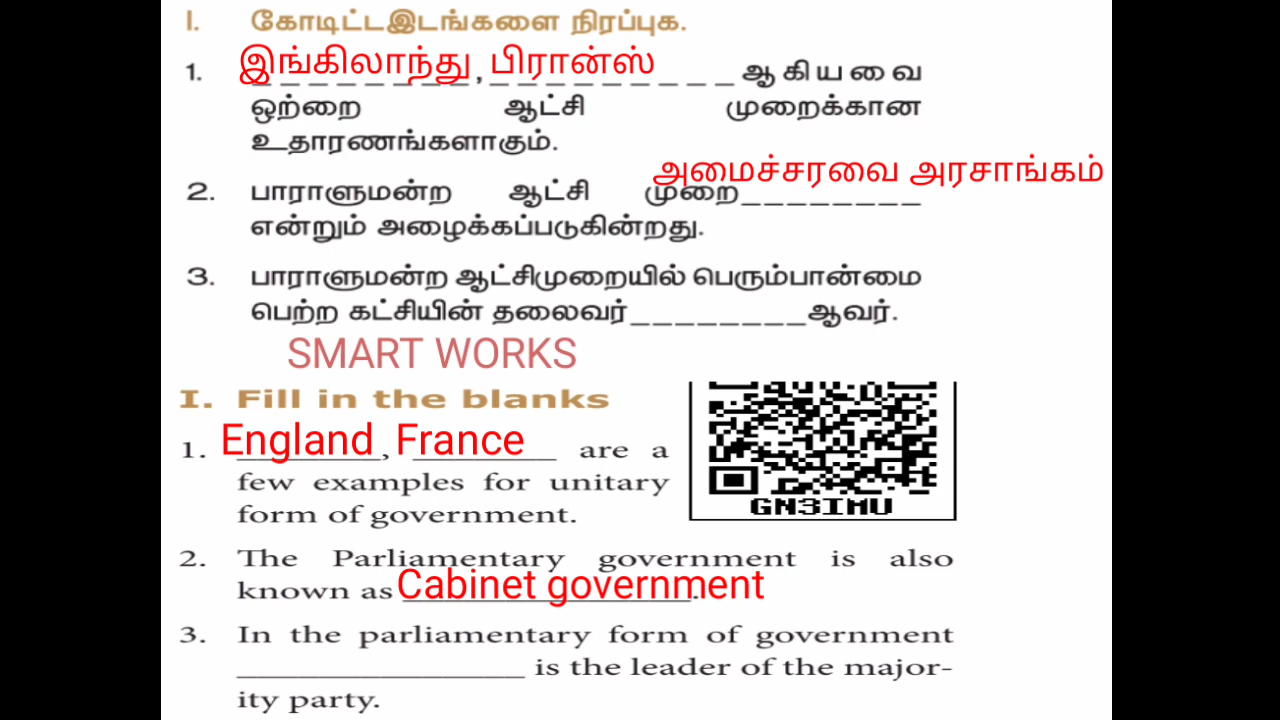 I. கோடிட்டஇடங்களை நிரப்புக.
1. இங்கிலாந்து, பிரான்ஸ் ஆகியவை
ஒற்றை ஆட்சி முறைக்கான
உதாரணங்களாகும்.
அமைச்சரவை அரசாங்கம்
2. பாராளுமன்ற ஆட்சி முறை________
என்றும் அழைக்கப்படுகின்றது.
3. பாராளுமன்ற ஆட்சிமுறையில் பெரும்பான்மை
பெற்ற கட்சியின் தலைவர்________ஆவர்.
SMART WORKS
I. Fill in the blanks
1. England, France are a
few examples for unitary
form of government.
GN3IMU
2. The Parliamentary government is also
known as Cabinet government.
3. In the parliamentary form of government
__________________ is the leader of the major-
ity party.